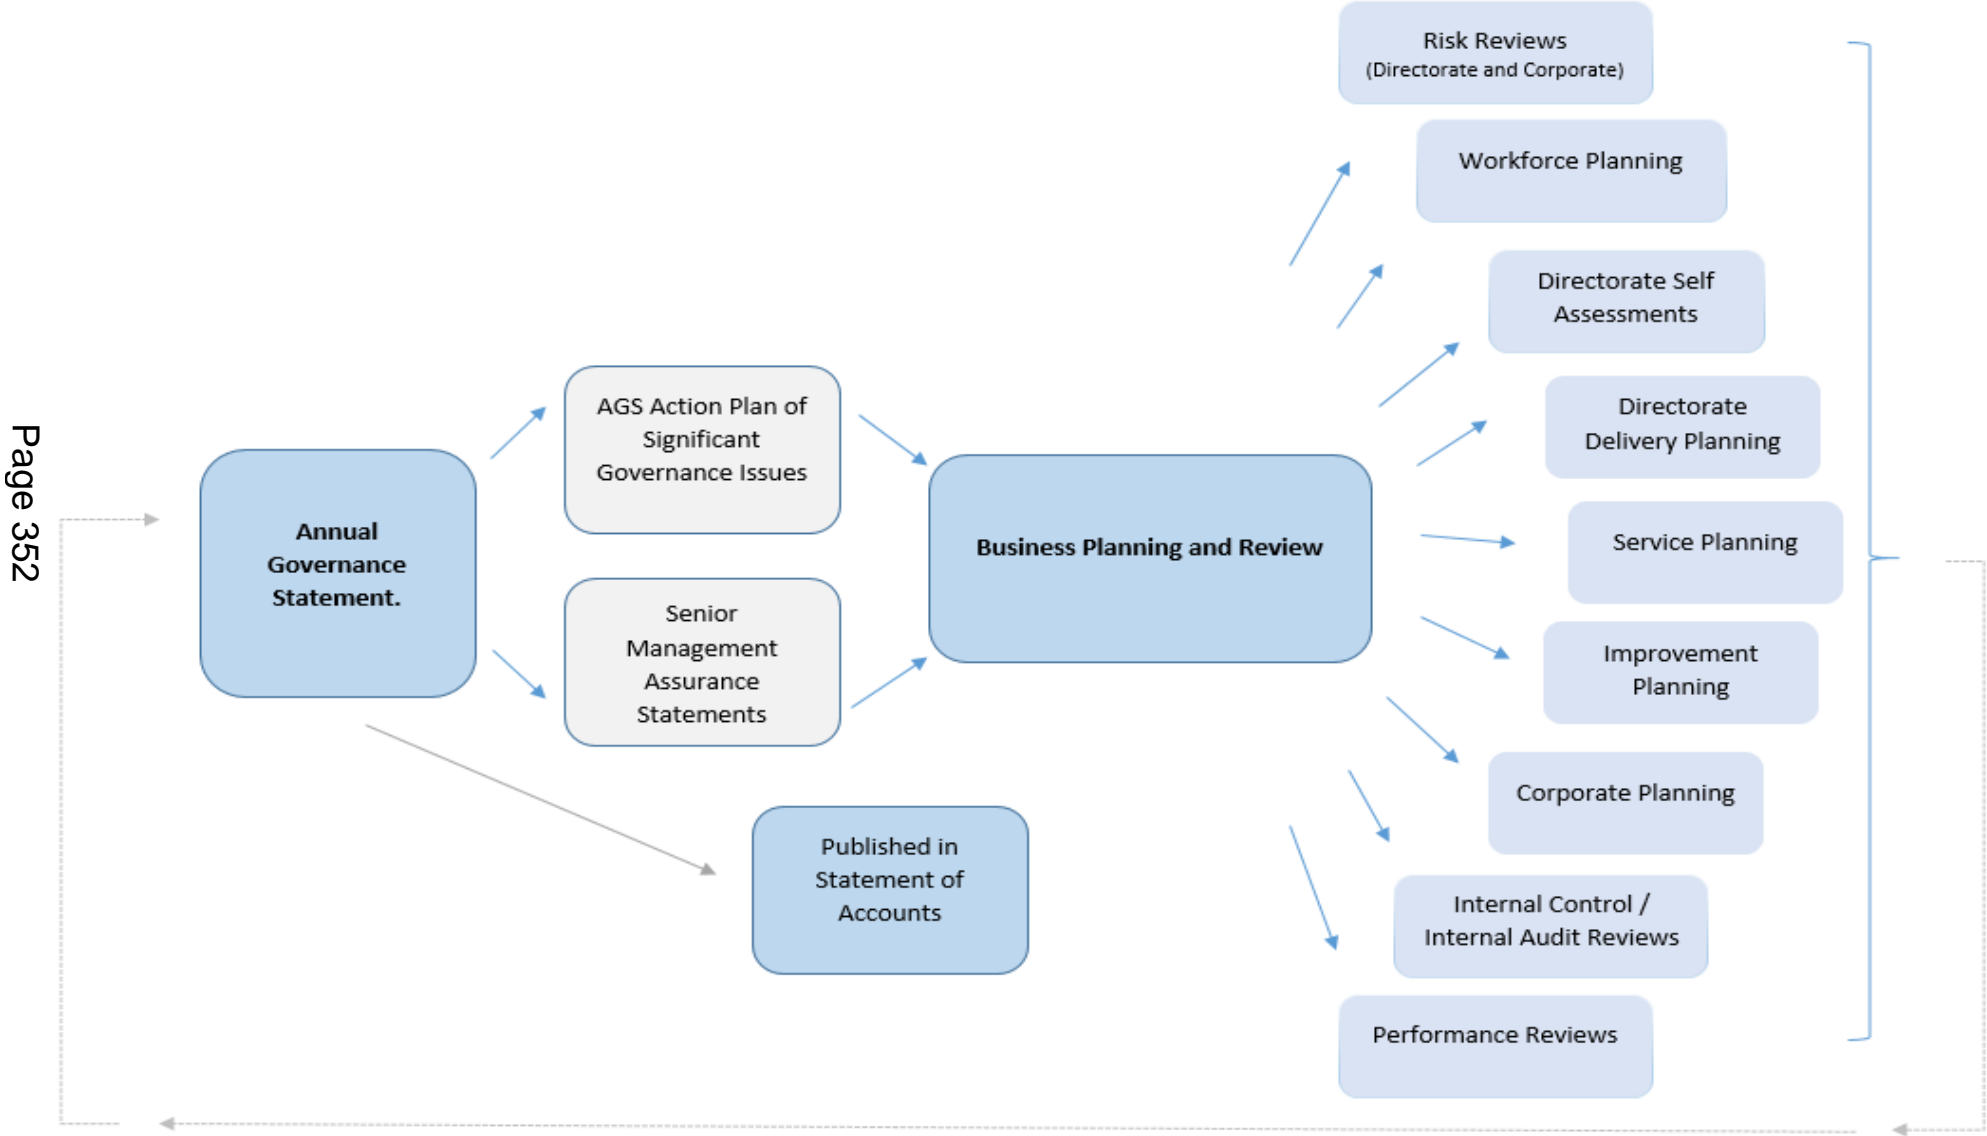 Page 352
Annual
Governance
Statement.
AGS Action Plan of
Significant
Governance Issues
Senior
Management
Assurance
Statements
Published in
Statement of
Accounts
Business Planning and Review
Risk Reviews
(Directorate and Corporate)
Workforce Planning
Directorate Self
Assessments
Directorate
Delivery Planning
Service Planning
Improvement
Planning
Corporate Planning
Internal Control /
Internal Audit Reviews
Performance Reviews